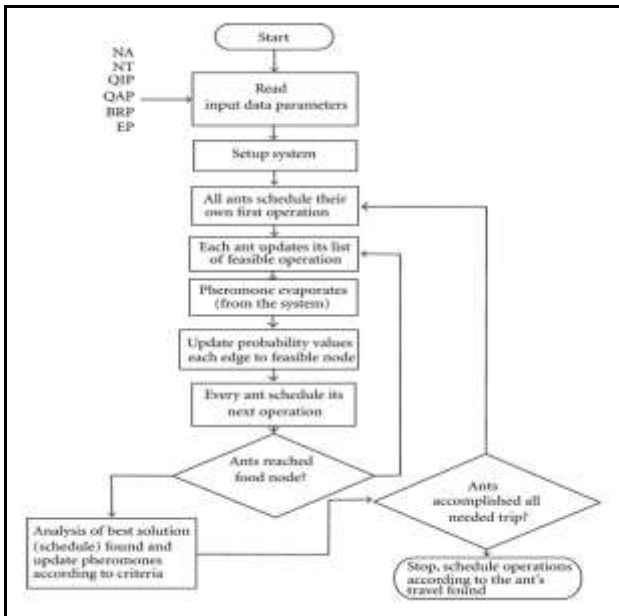 Start
NA
NT
QIP
QAP
BRP
EP
Read
input data parameters
Setup system
All ants schedule their
own first operation
Each ant updates its list
of feasible operation
Pheromone evaporates
(from the system)
Update probability values
each edge to feasible node
Every ant schedule its
next operation
Ants reached
food node?
Analysis of best solution
(schedule) found and
update pheromones
according to criteria
Ants
accomplished all
needed trip?
Stop, schedule operations
according to the ant's
travel found